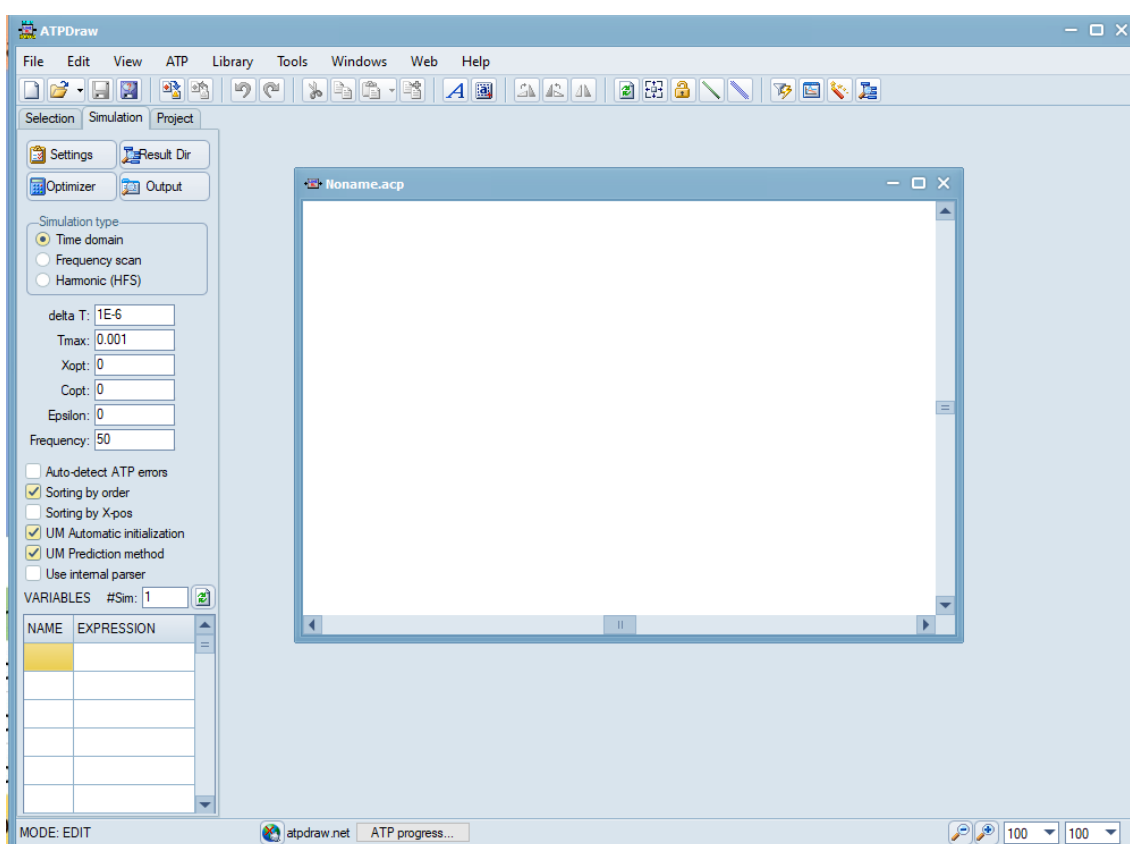 ATPDraw
File Edit View ATP Library Tools Windows Web Help
A
Selection Simulation Project
Settings Result Dir
Optimizer Output
Simulation type
Time domain
Frequency scan
Harmonic (HFS)
delta T: 1E-6
Tmax: 0.001
Xopt: 0
Copt: 0
Epsilon: 0
Frequency: 50
Auto-detect ATP errors
Sorting by order
Sorting by X-pos
UM Automatic initialization
UM Prediction method
Use internal parser
VARIABLES #Sim: 1
NAME EXPRESSION
Noname.acp
MODE: EDIT atpdraw.net ATP progress... 100 100